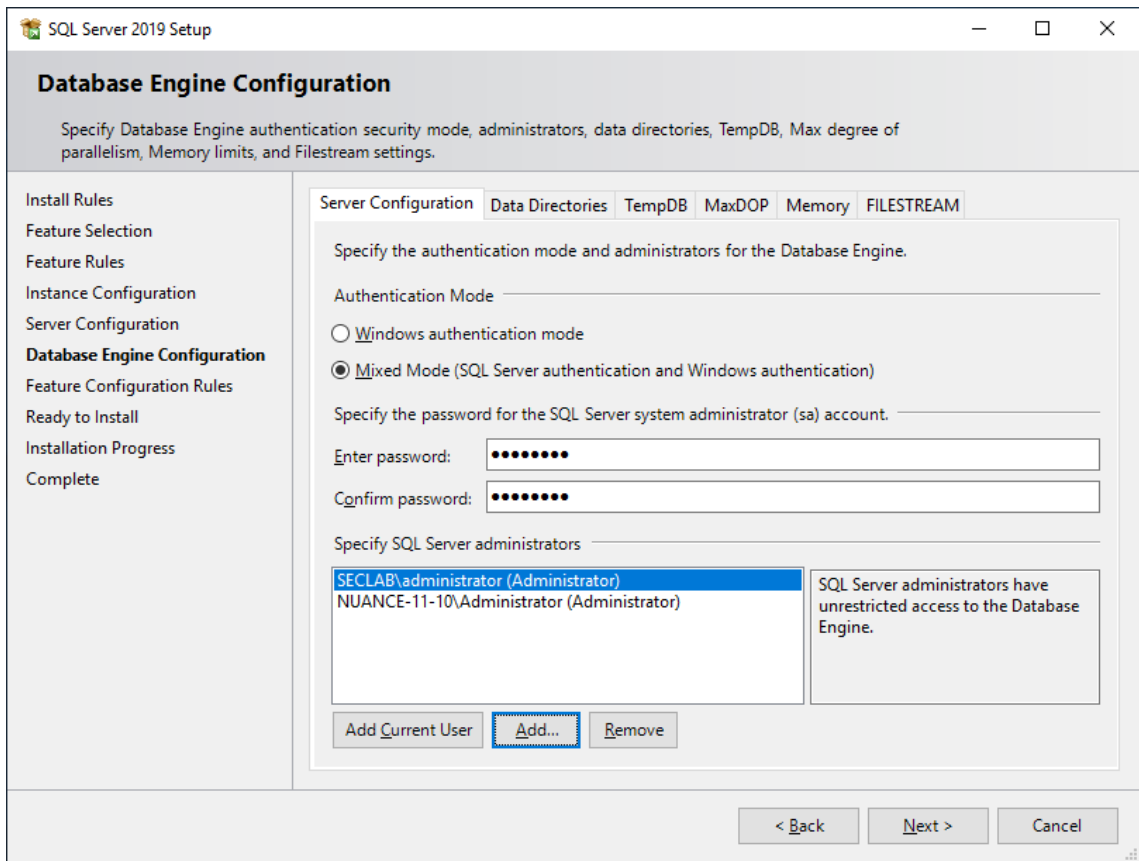 SQL Server 2019 Setup
Database Engine Configuration
Specify Database Engine authentication security mode, administrators, data directories, TempDB, Max degree of
parallelism, Memory limits, and Filestream settings.
Install Rules
Feature Selection
Feature Rules
Instance Configuration
Server Configuration
Database Engine Configuration
Feature Configuration Rules
Ready to Install
Installation Progress
Complete
Server Configuration Data Directories TempDB MaxDOP Memory FILESTREAM
Specify the authentication mode and administrators for the Database Engine.
Authentication Mode
Windows authentication mode
Mixed Mode (SQL Server authentication and Windows authentication)
Specify the password for the SQL Server system administrator (sa) account.
Enter password: ●●●●●●●●
Confirm password: ●●●●●●●●
Specify SQL Server administrators
SECLAB\administrator (Administrator)
NUANCE-11-10\Administrator (Administrator)
SQL Server administrators have
unrestricted access to the Database
Engine.
Add Current User Add... Remove
< Back Next > Cancel